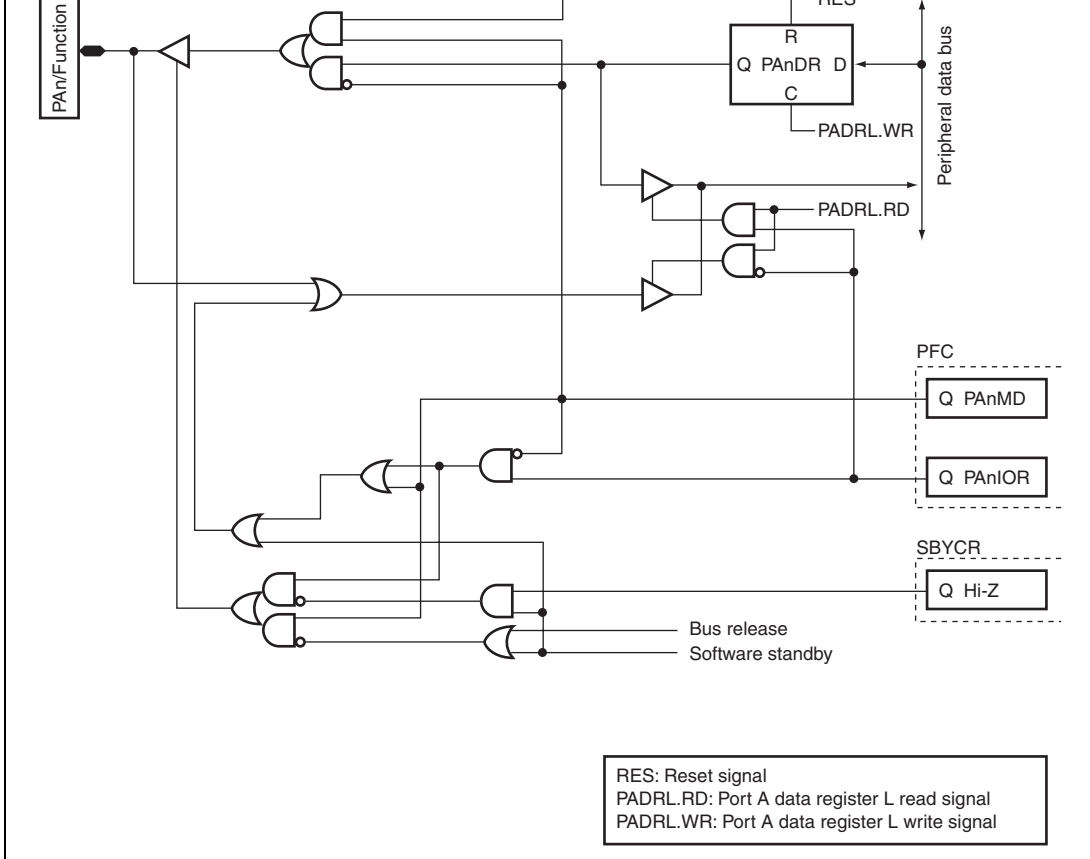 PAn/Function
RES
R
Q PAnDR D
C
PADRL.WR
Peripheral data bus
PADRL.RD
PFC
Q PAnMD
Q PAnIOR
SBYCR
Q Hi-Z
Bus release
Software standby
RES: Reset signal
PADRL.RD: Port A data register L read signal
PADRL.WR: Port A data register L write signal